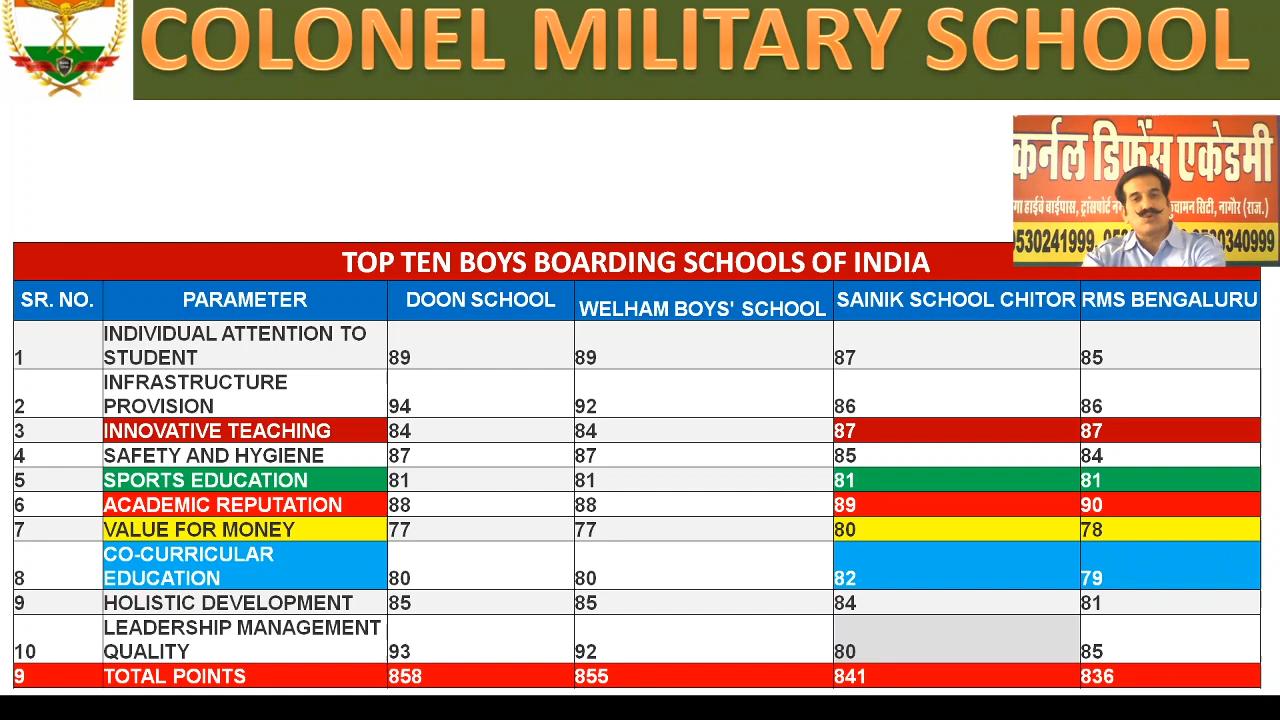 COLONEL MILITARY SCHOOL
कर्नल डिफेंस एकेडमी
हाईवे बाईपास, ट्रांसपोर्ट सिटी, नागौर (राज.)
9530340999
TOP TEN BOYS BOARDING SCHOOLS OF INDIA
SR. NO. PARAMETER DOON SCHOOL WELHAM BOYS' SCHOOL SAINIK SCHOOL CHITOR RMS BENGALURU
1 INDIVIDUAL ATTENTION TO STUDENT 89 89 87 85
2 INFRASTRUCTURE PROVISION 94 92 86 86
3 INNOVATIVE TEACHING 84 84 87 87
4 SAFETY AND HYGIENE 87 87 85 84
5 SPORTS EDUCATION 81 81 81 81
6 ACADEMIC REPUTATION 88 88 89 90
7 VALUE FOR MONEY 77 77 80 78
8 CO-CURRICULAR EDUCATION 80 80 82 79
9 HOLISTIC DEVELOPMENT 85 85 84 81
10 LEADERSHIP MANAGEMENT QUALITY 93 92 80 85
9 TOTAL POINTS 858 855 841 836